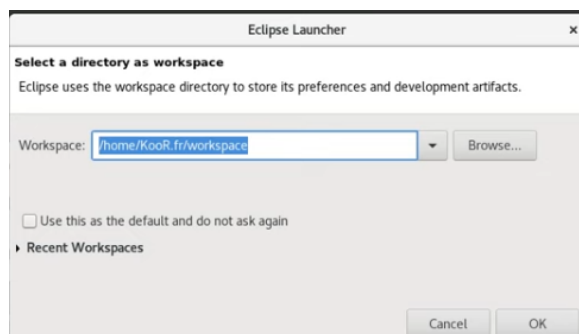 Eclipse Launcher
Select a directory as workspace
Eclipse uses the workspace directory to store its preferences and development artifacts.
Workspace: /home/KooR.fr/workspace Browse...
Use this as the default and do not ask again
Recent Workspaces
Cancel OK